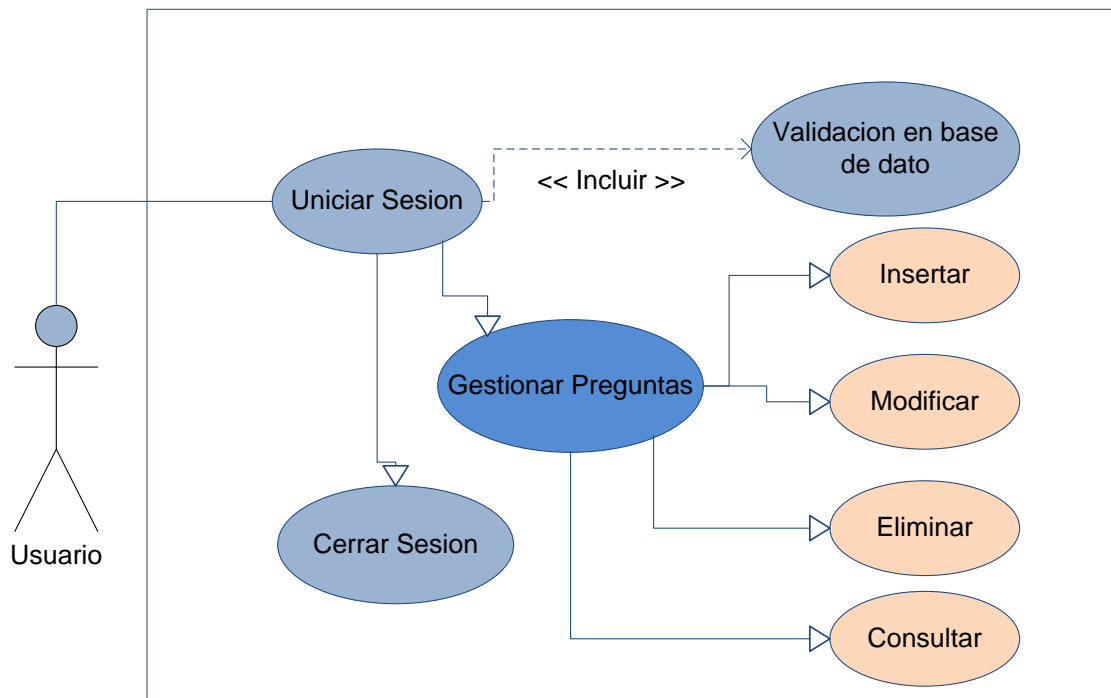 Validacion en base
de dato
<< Incluir >>
Uniciar Sesion
Insertar
Gestionar Preguntas
Modificar
Cerrar Sesion
Eliminar
Usuario
Consultar